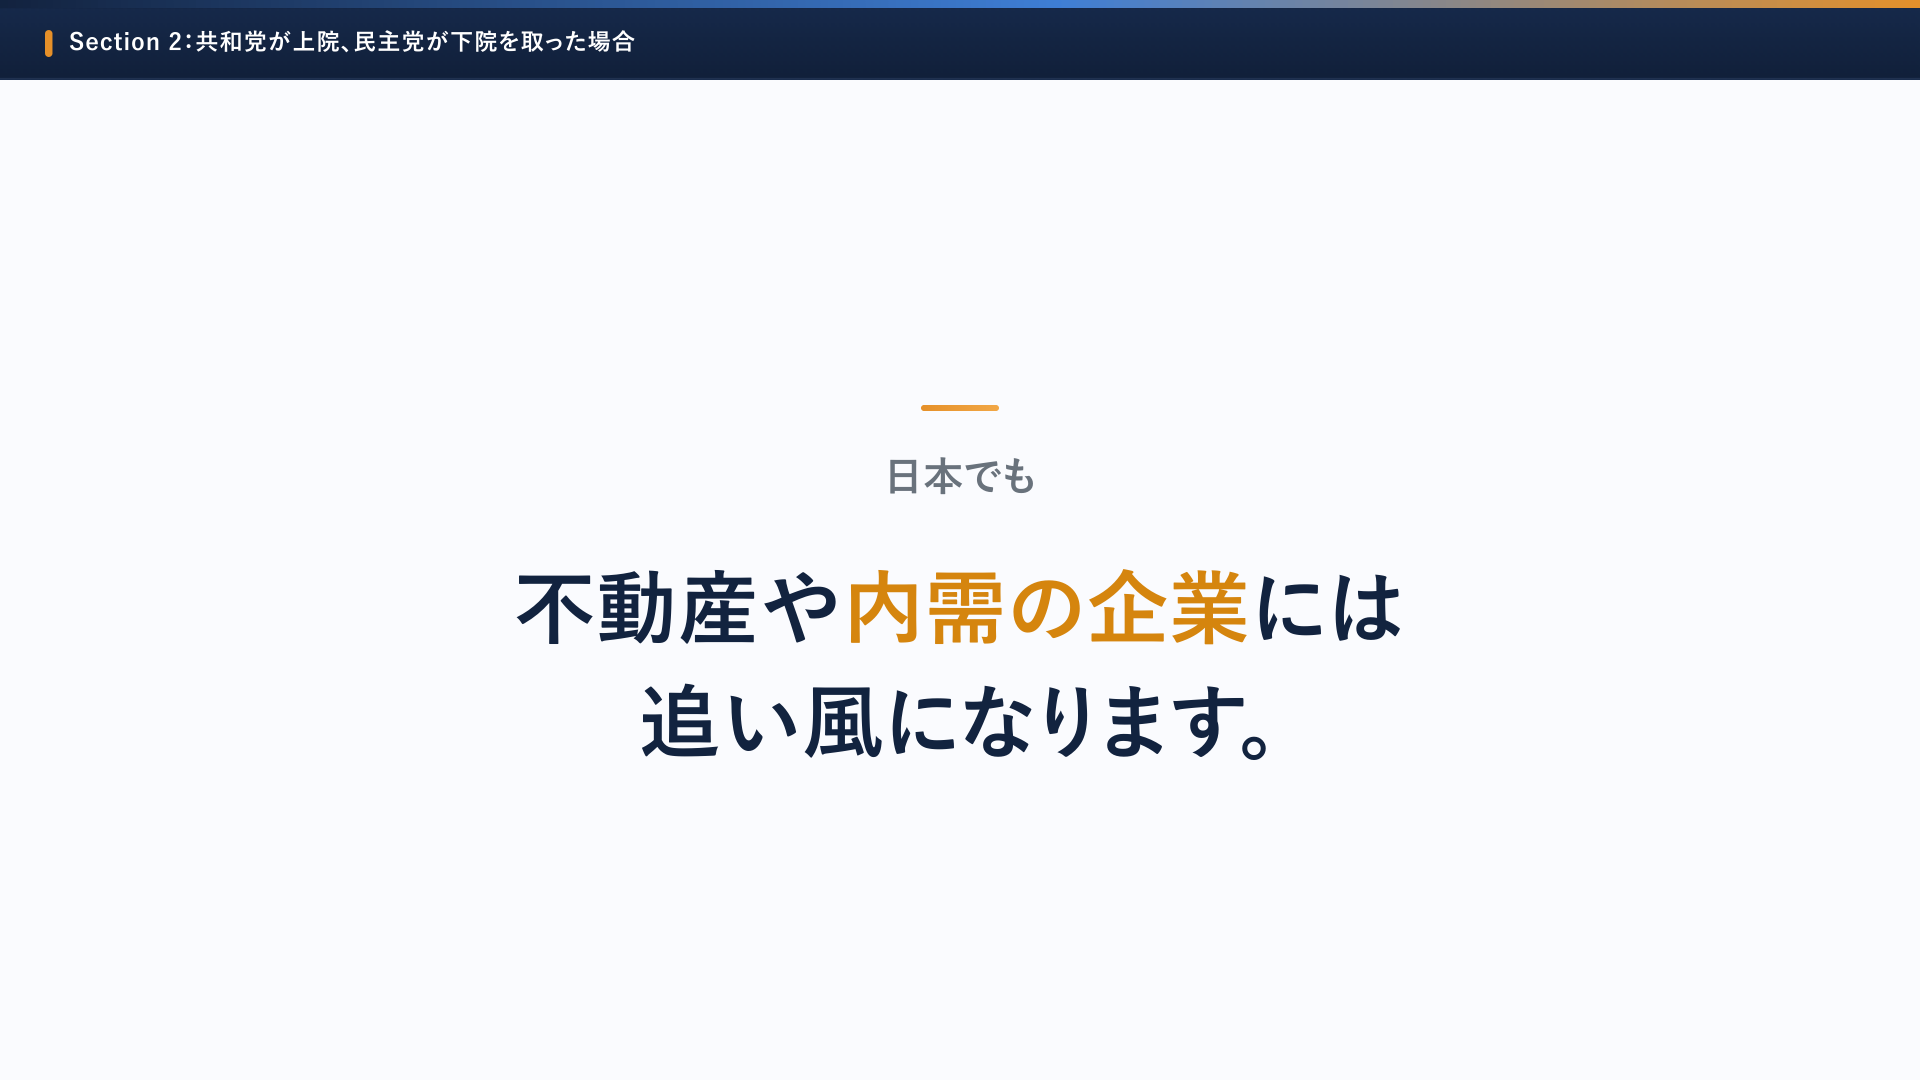 Section 2：共和党が上院、民主党が下院を取った場合
日本でも
不動産や内需の企業には
追い風になります。